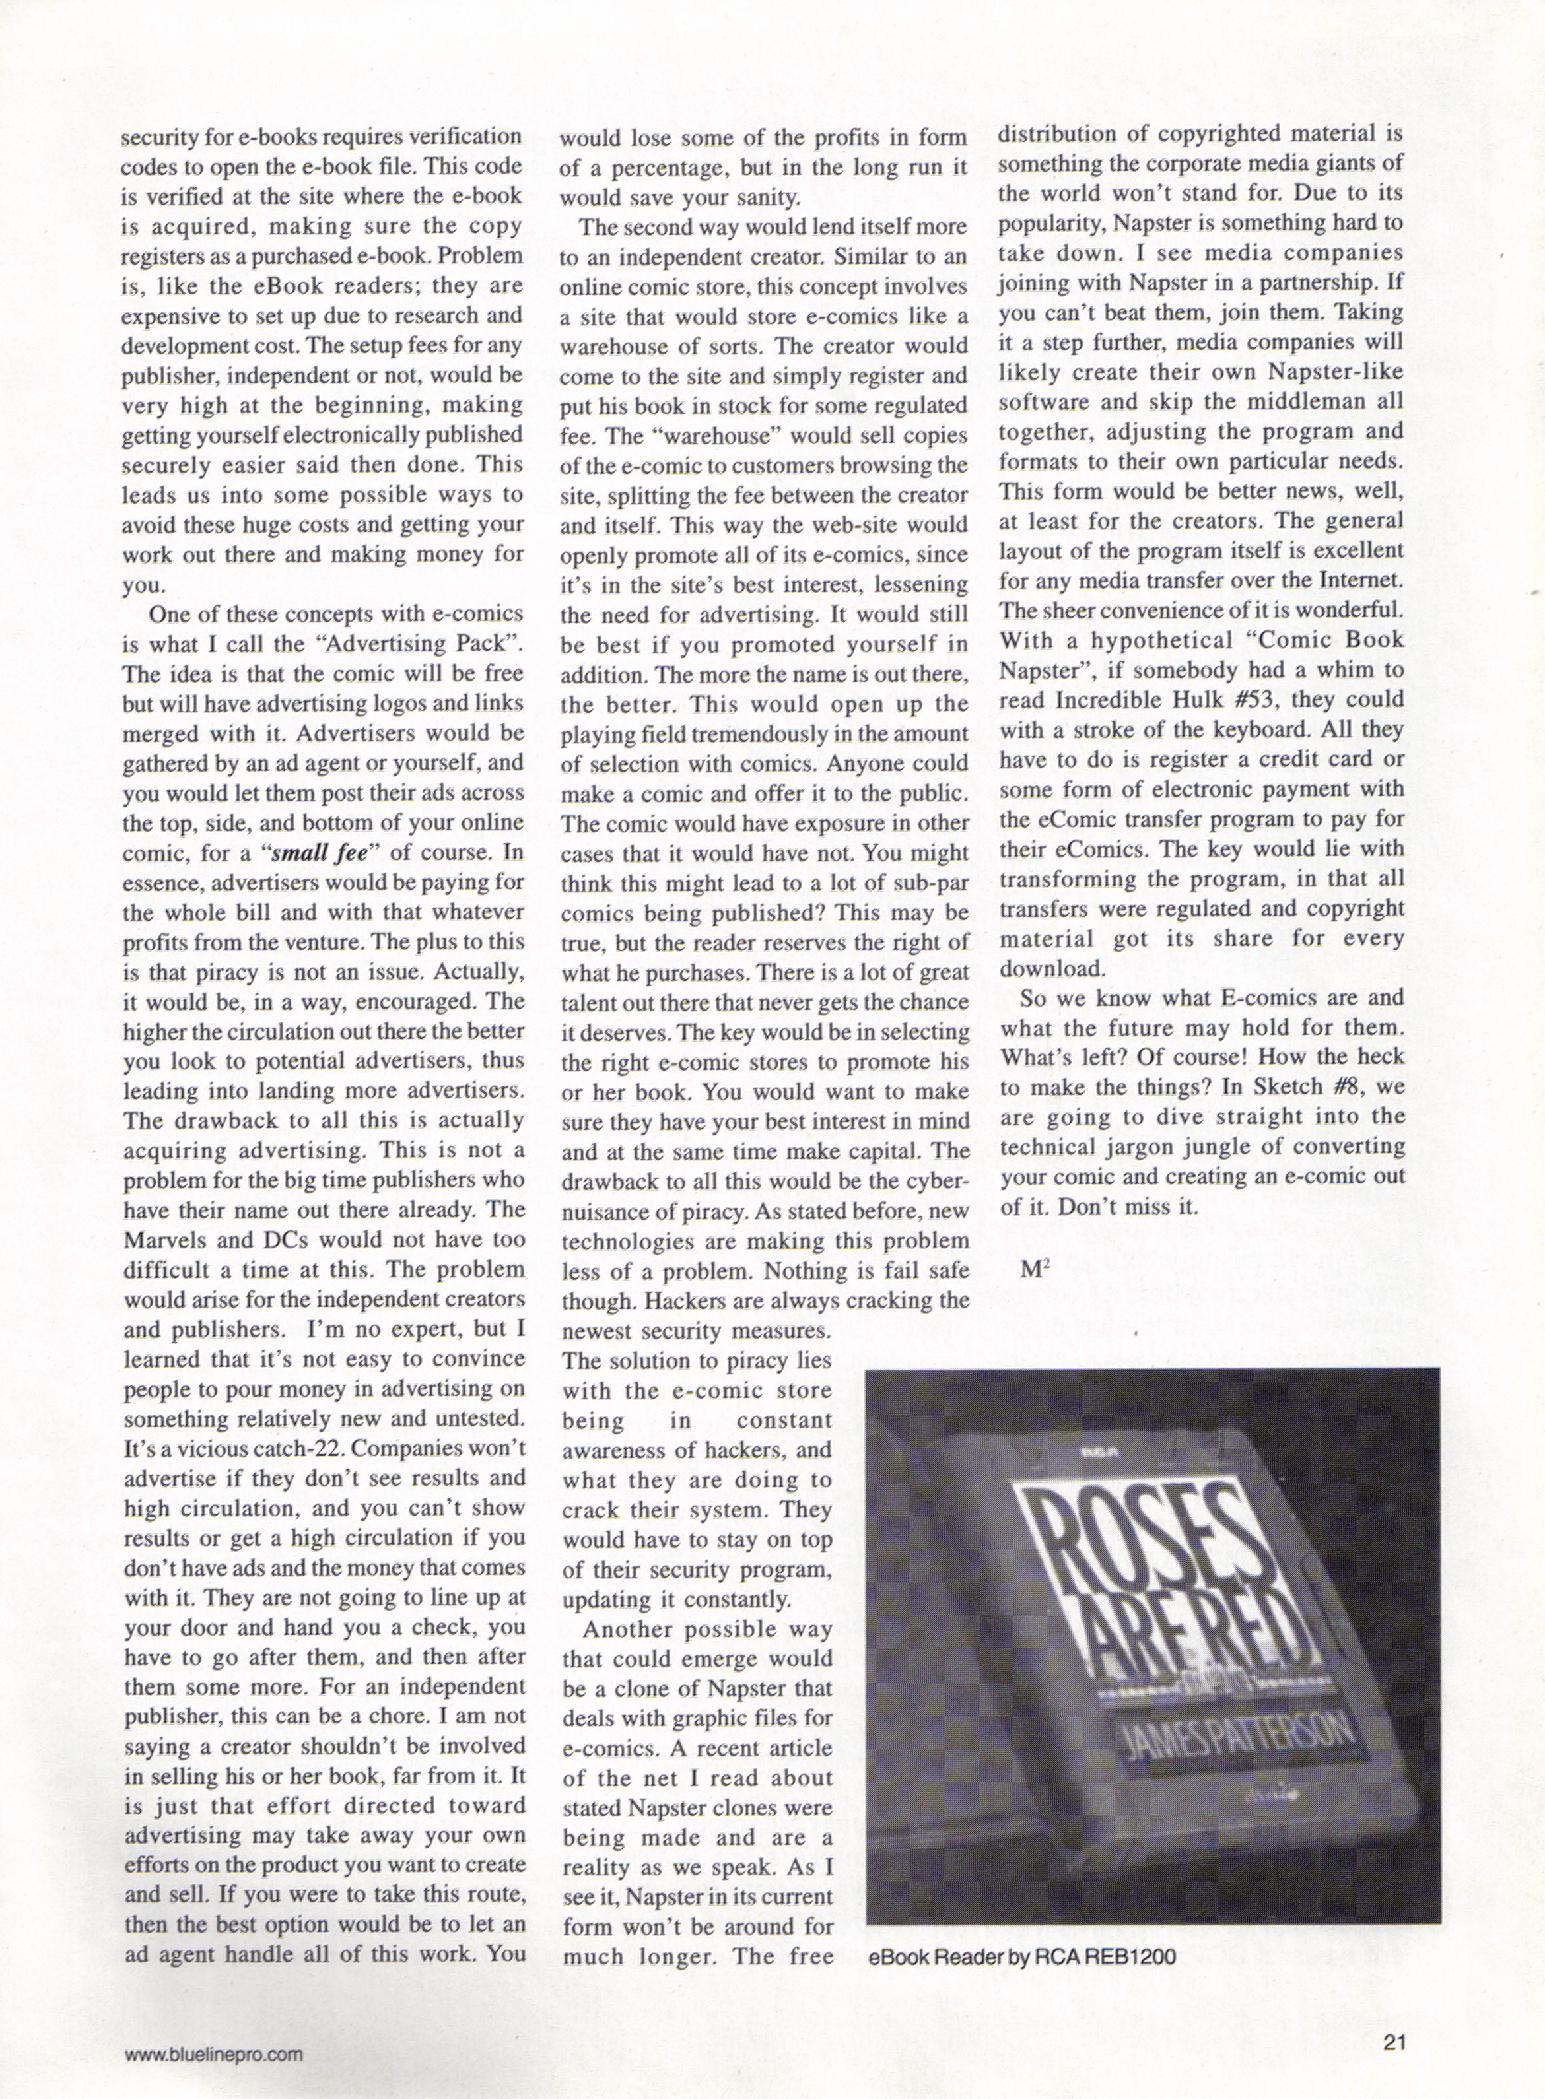 security for e-books requires verification
codes to open the e-book file. This code
is verified at the site where the e-book
is acquired, making sure the copy
registers as a purchased e-book. Problem
is, like the eBook readers; they are
expensive to set up due to research and
development cost. The setup fees for any
publisher, independent or not, would be
very high at the beginning, making
getting yourself electronically published
securely easier said then done. This
leads us into some possible ways to
avoid these huge costs and getting your
work out there and making money for
you.
One of these concepts with e-comics
is what I call the “Advertising Pack”.
The idea is that the comic will be free
but will have advertising logos and links
merged with it. Advertisers would be
gathered by an ad agent or yourself, and
you would let them post their ads across
the top, side, and bottom of your online
comic, for a “small fee” of course. In
essence, advertisers would be paying for
the whole bill and with that whatever
profits from the venture. The plus to this
is that piracy is not an issue. Actually,
it would be, in a way, encouraged. The
higher the circulation out there the better
you look to potential advertisers, thus
leading into landing more advertisers.
The drawback to all this is actually
acquiring advertising. This is not a
problem for the big time publishers who
have their name out there already. The
Marvels and DCs would not have too
difficult a time at this. The problem
would arise for the independent creators
and publishers. I'm no expert, but I
learned that it's not easy to convince
people to pour money in advertising on
something relatively new and untested.
It's a vicious catch-22. Companies won't
advertise if they don't see results and
high circulation, and you can't show
results or get a high circulation if you
don't have ads and the money that comes
with it. They are not going to line up at
your door and hand you a check, you
have to go after them, and then after
them some more. For an independent
publisher, this can be a chore. I am not
saying a creator shouldn't be involved
in selling his or her book, far from it. It
is just that effort directed toward
advertising may take away your own
efforts on the product you want to create
and sell. If you were to take this route,
then the best option would be to let an
ad agent handle all of this work. You
would lose some of the profits in form
of a percentage, but in the long run it
would save your sanity.
The second way would lend itself more
to an independent creator. Similar to an
online comic store, this concept involves
a site that would store e-comics like a
warehouse of sorts. The creator would
come to the site and simply register and
put his book in stock for some regulated
fee. The “warehouse” would sell copies
of the e-comic to customers browsing the
site, splitting the fee between the creator
and itself. This way the web-site would
openly promote all of its e-comics, since
it's in the site's best interest, lessening
the need for advertising. It would still
be best if you promoted yourself in
addition. The more the name is out there,
the better. This would open up the
playing field tremendously in the amount
of selection with comics. Anyone could
make a comic and offer it to the public.
The comic would have exposure in other
cases that it would have not. You might
think this might lead to a lot of sub-par
comics being published? This may be
true, but the reader reserves the right of
what he purchases. There is a lot of great
talent out there that never gets the chance
it deserves. The key would be in selecting
the right e-comic stores to promote his
or her book. You would want to make
sure they have your best interest in mind
and at the same time make capital. The
drawback to all this would be the cyber-
nuisance of piracy. As stated before, new
technologies are making this problem
less of a problem. Nothing is fail safe
though. Hackers are always cracking the
newest security measures.
The solution to piracy lies
with the e-comic store
being in constant
awareness of hackers, and
what they are doing to
crack their system. They
would have to stay on top
of their security program,
updating it constantly.
Another possible way
that could emerge would
be a clone of Napster that
deals with graphic files for
e-comics. A recent article
of the net I read about
stated Napster clones were
being made and are a
reality as we speak. As I
see it, Napster in its current
form won't be around for
much longer. The free
distribution of copyrighted material is
something the corporate media giants of
the world won't stand for. Due to its
popularity, Napster is something hard to
take down. I see media companies
joining with Napster in a partnership. If
you can't beat them, join them. Taking
it a step further, media companies will
likely create their own Napster-like
software and skip the middleman all
together, adjusting the program and
formats to their own particular needs.
This form would be better news, well,
at least for the creators. The general
layout of the program itself is excellent
for any media transfer over the Internet.
The sheer convenience of it is wonderful.
With a hypothetical “Comic Book
Napster”, if somebody had a whim to
read Incredible Hulk #53, they could
with a stroke of the keyboard. All they
have to do is register a credit card or
some form of electronic payment with
the eComic transfer program to pay for
their eComics. The key would lie with
transforming the program, in that all
transfers were regulated and copyright
material got its share for every
download.
So we know what E-comics are and
what the future may hold for them.
What's left? Of course! How the heck
to make the things? In Sketch #8, we
are going to dive straight into the
technical jargon jungle of converting
your comic and creating an e-comic out
of it. Don't miss it.
M²
RCA
ROSES
ARE RED
JAMES PATTERSON
eBook Reader by RCA REB1200
www.bluelinepro.com
21